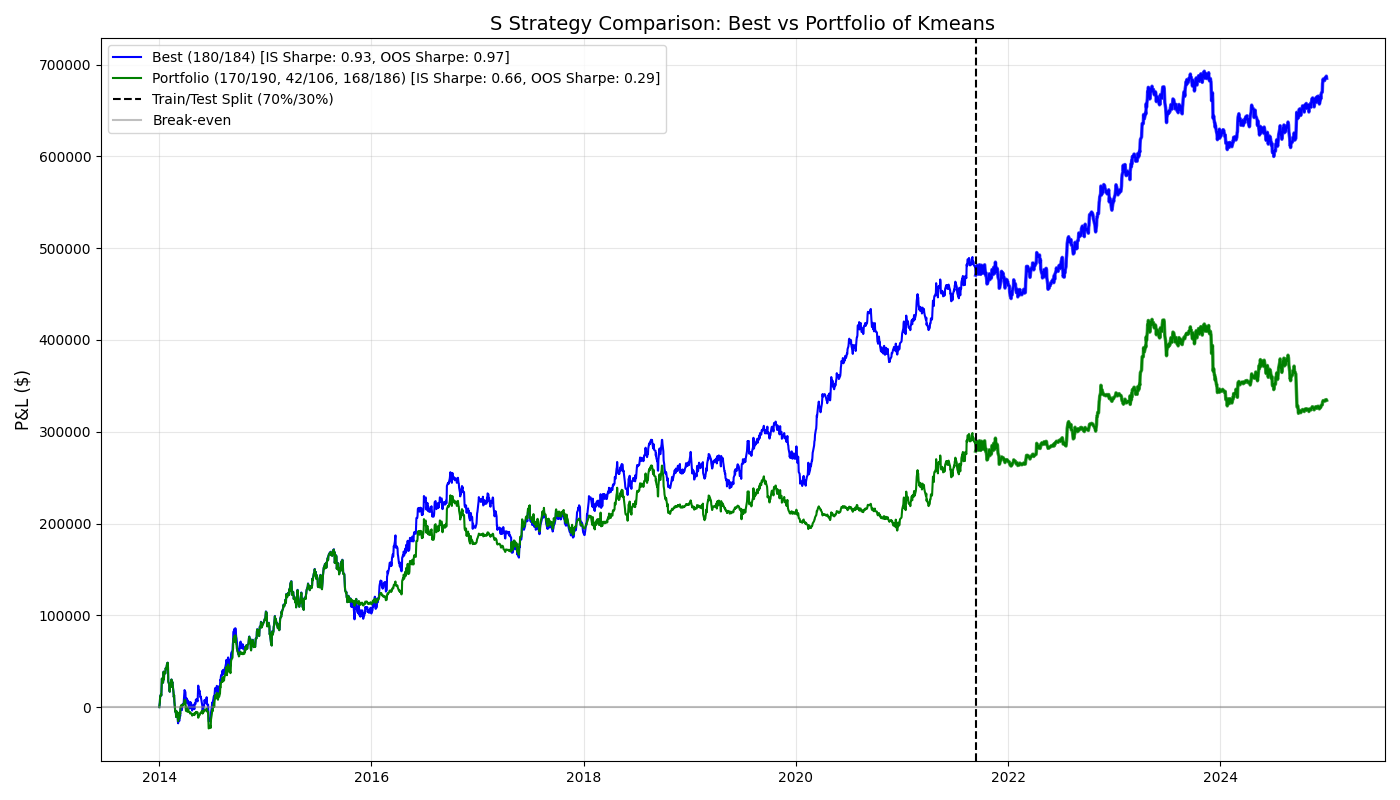 S Strategy Comparison: Best vs Portfolio of Kmeans
Best (180/184) [IS Sharpe: 0.93, OOS Sharpe: 0.97]
Portfolio (170/190, 42/106, 168/186) [IS Sharpe: 0.66, OOS Sharpe: 0.29]
Train/Test Split (70%/30%)
Break-even
P&L ($)
700000
600000
500000
400000
300000
200000
100000
0
2014 2016 2018 2020 2022 2024